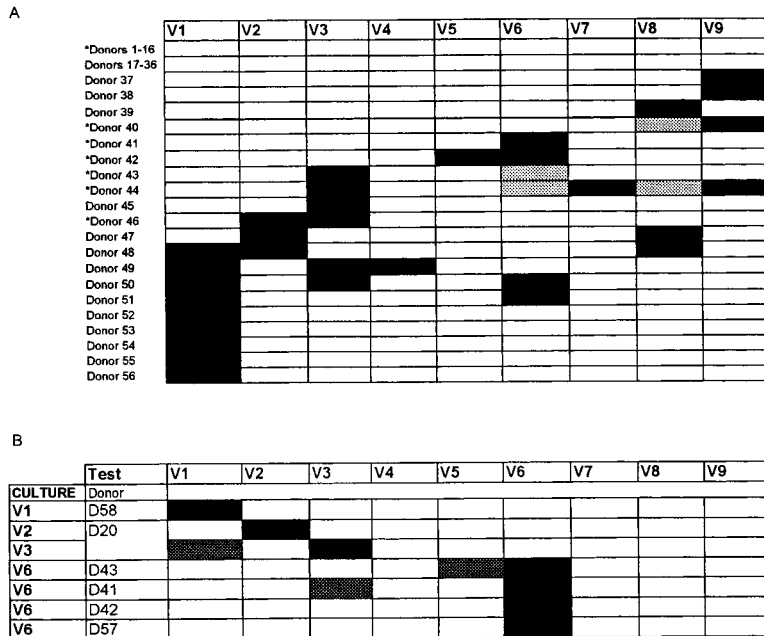 A
V1 V2 V3 V4 V5 V6 V7 V8 V9
*Donors 1-16
Donors 17-36
Donor 37
Donor 38
Donor 39
*Donor 40
*Donor 41
*Donor 42
*Donor 43
*Donor 44
Donor 45
*Donor 46
Donor 47
Donor 48
Donor 49
Donor 50
Donor 51
Donor 52
Donor 53
Donor 54
Donor 55
Donor 56
B
Test V1 V2 V3 V4 V5 V6 V7 V8 V9
CULTURE Donor
V1 D58
V2 D20
V3
V6 D43
V6 D41
V6 D42
V6 D57